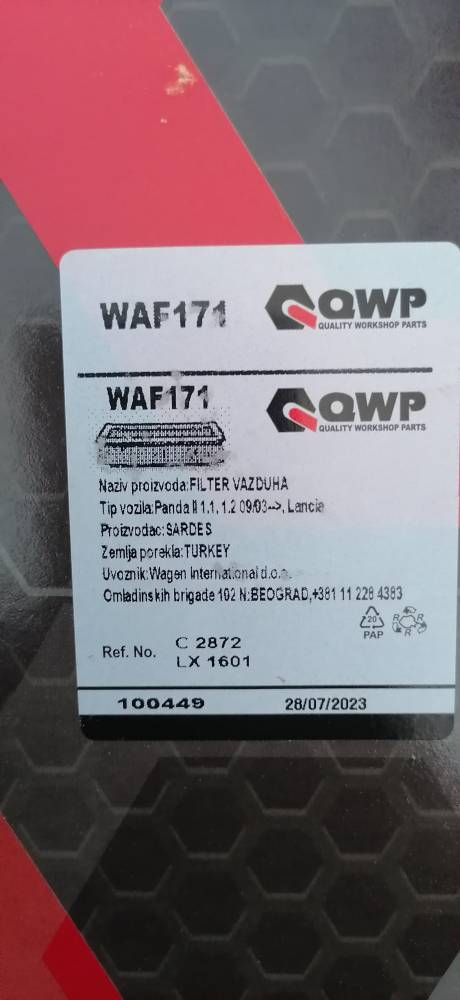 WAF171
QWP
QUALITY WORKSHOP PARTS
WAF171
QWP
QUALITY WORKSHOP PARTS
Naziv proizvoda:FILTER VAZDUHA
Tip vozila:Panda II 1.1, 1.2 09/03-->, Lancia
Proizvodac:SARDES
Zemlja porekla:TURKEY
Uvoznik:Wagen International d.o.o.
Omladinskih brigade 102 N:BEOGRAD,+381 11 228 4383
20
PAP
R R R
Ref. No.
C 2872
LX 1601
100449 28/07/2023